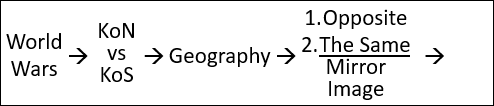 World
Wars
→
KoN
vs
KoS
→
Geography
→
1.Opposite
2.The Same
Mirror
Image
→